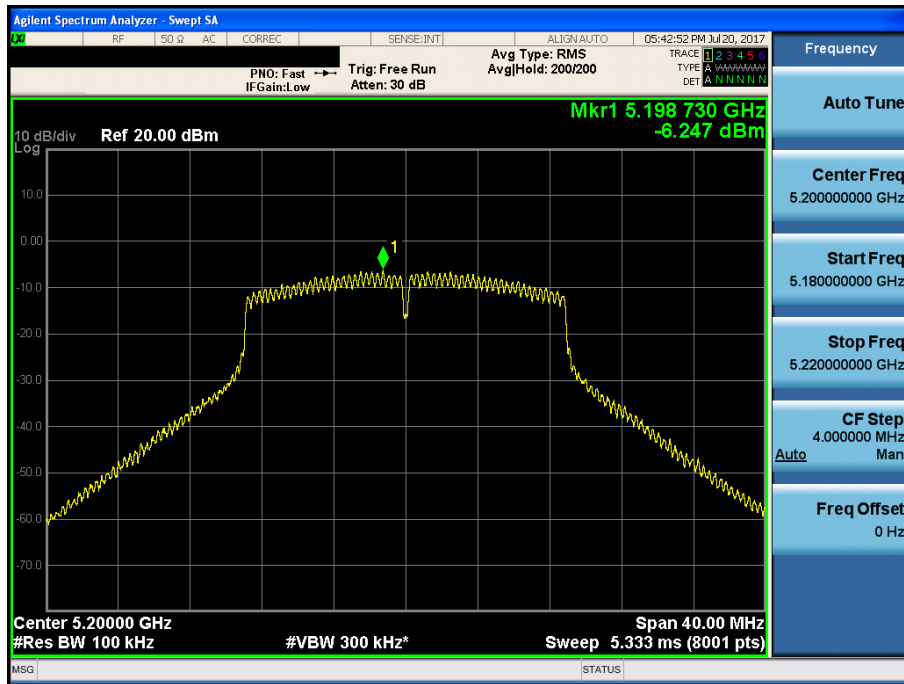 Agilent Spectrum Analyzer - Swept SA
LXI RF 50 Ω AC CORREC SENSE:INT ALIGN AUTO 05:42:52 PM Jul 20, 2017
PNO: Fast Trig: Free Run Avg Type: RMS TRACE 1 2 3 4 5 6
IFGain:Low Atten: 30 dB Avg|Hold: 200/200 TYPE A WWWWW
DET A N N N N N
Mkr1 5.198 730 GHz
-6.247 dBm
10 dB/div Ref 20.00 dBm
Log
10.0
0.00
1
-10.0
-20.0
-30.0
-40.0
-50.0
-60.0
-70.0
Center 5.20000 GHz Span 40.00 MHz
#Res BW 100 kHz #VBW 300 kHz* Sweep 5.333 ms (8001 pts)
MSG STATUS
Frequency
Auto Tune
Center Freq
5.200000000 GHz
Start Freq
5.180000000 GHz
Stop Freq
5.220000000 GHz
CF Step
4.000000 MHz
Auto Man
Freq Offset
0 Hz